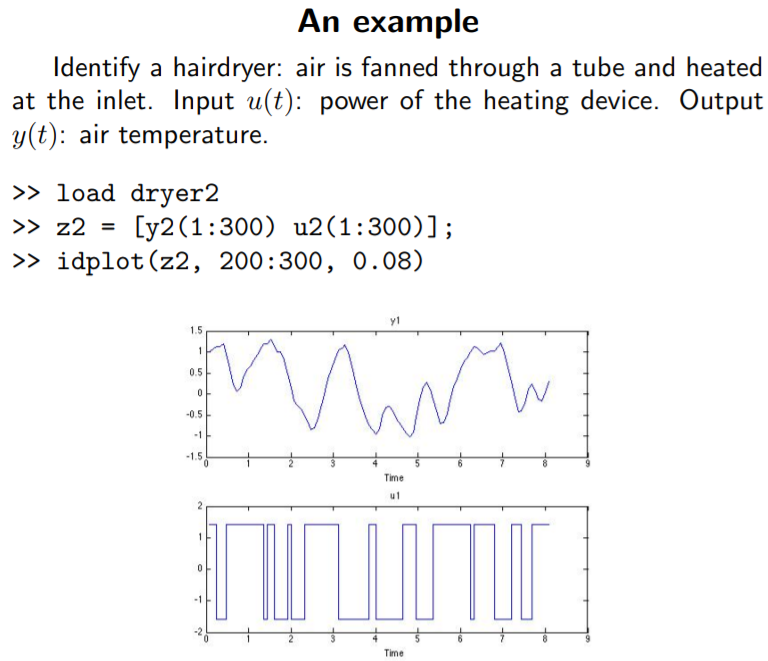 An example
Identify a hairdryer: air is fanned through a tube and heated
at the inlet. Input u(t): power of the heating device. Output
y(t): air temperature.
>> load dryer2
>> z2 = [y2(1:300) u2(1:300)];
>> idplot(z2, 200:300, 0.08)
y1
1.5
1
0.5
0
-0.5
-1
-1.5
0 1 2 3 4 5 6 7 8 9
Time
u1
2
1
0
-1
-2
0 1 2 3 4 5 6 7 8 9
Time